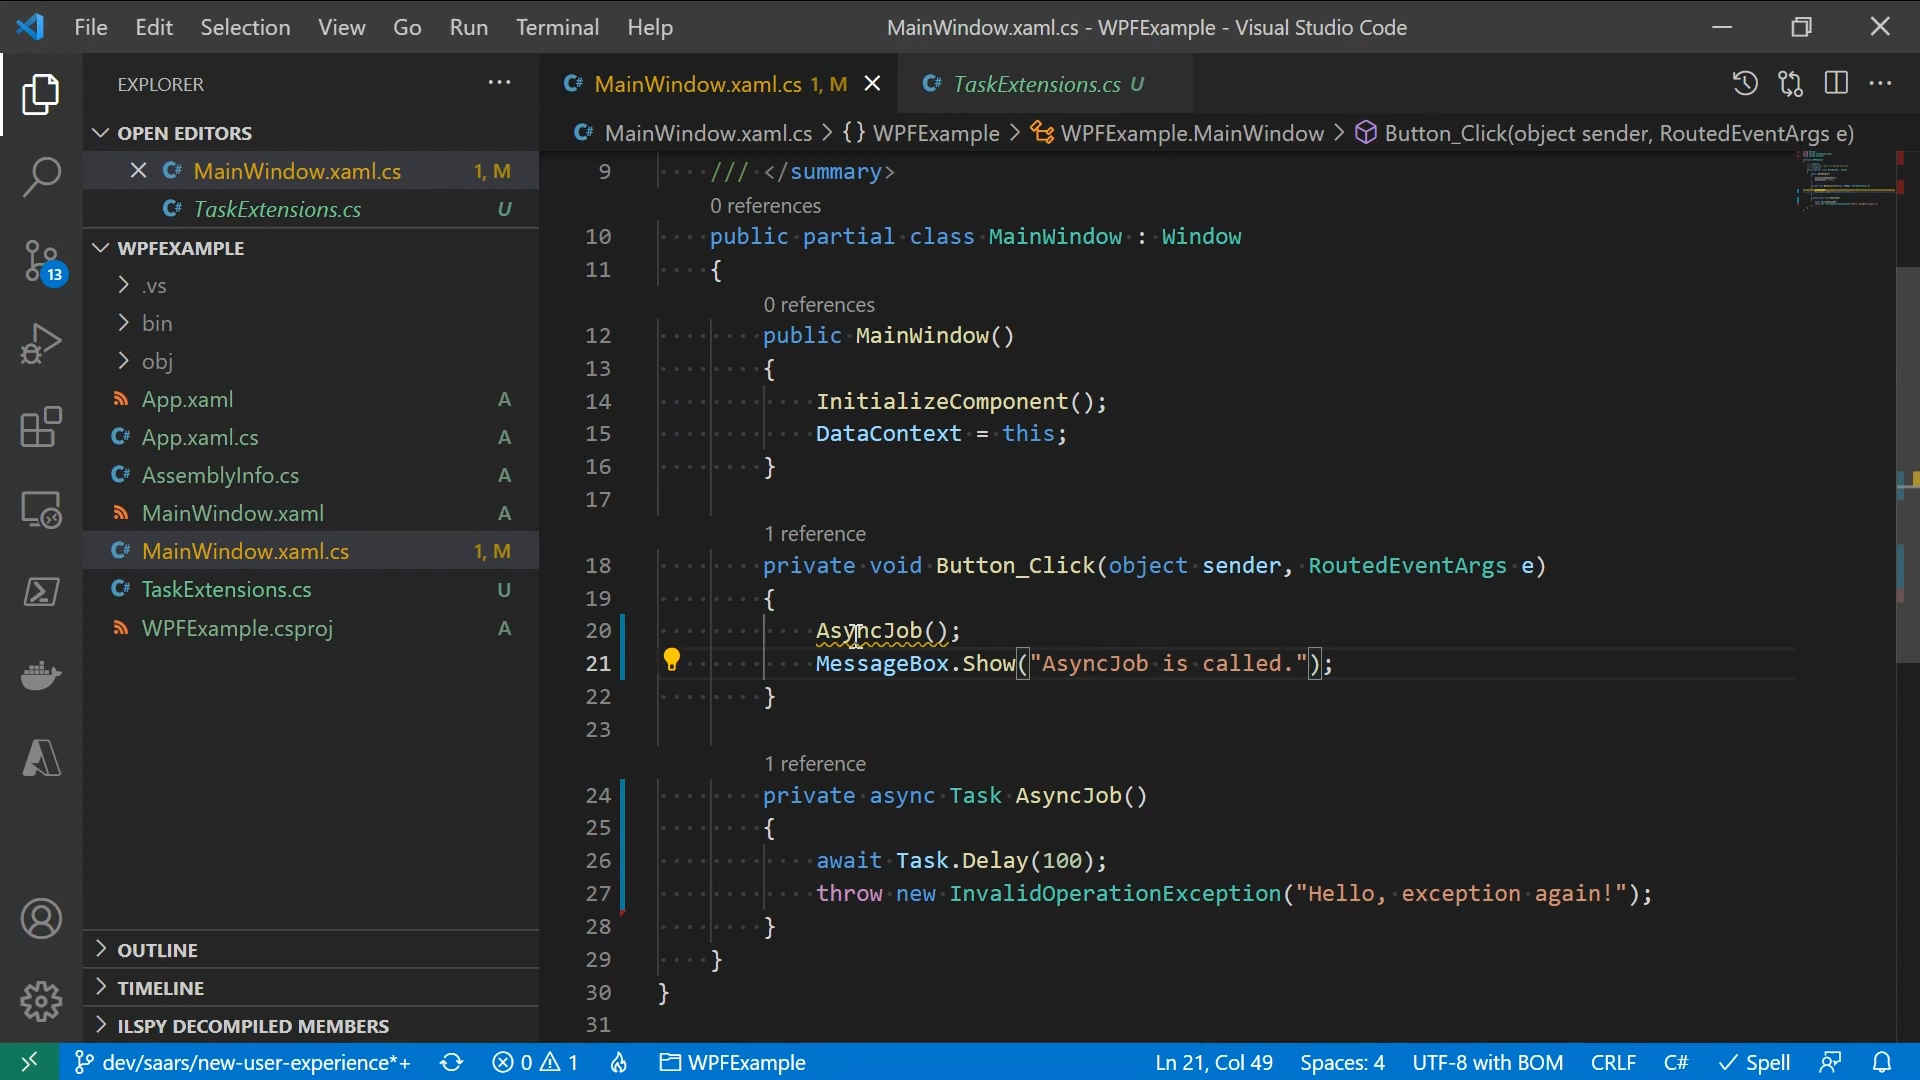 File Edit Selection View Go Run Terminal Help MainWindow.xaml.cs - WPFExample - Visual Studio Code
EXPLORER
OPEN EDITORS
MainWindow.xaml.cs 1, M
TaskExtensions.cs U
WPFEXAMPLE
.vs
bin
obj
App.xaml A
App.xaml.cs A
AssemblyInfo.cs A
MainWindow.xaml A
MainWindow.xaml.cs 1, M
TaskExtensions.cs U
WPFExample.csproj A
OUTLINE
TIMELINE
ILSPY DECOMPILED MEMBERS
13
MainWindow.xaml.cs 1, M TaskExtensions.cs U
MainWindow.xaml.cs > {} WPFExample > WPFExample.MainWindow > Button_Click(object sender, RoutedEventArgs e)
9 /// </summary>
0 references
10 public partial class MainWindow : Window
11 {
0 references
12 public MainWindow()
13 {
14 InitializeComponent();
15 DataContext = this;
16 }
17
1 reference
18 private void Button_Click(object sender, RoutedEventArgs e)
19 {
20 AsyncJob();
21 MessageBox.Show("AsyncJob is called.");
22 }
23
1 reference
24 private async Task AsyncJob()
25 {
26 await Task.Delay(100);
27 throw new InvalidOperationException("Hello, exception again!");
28 }
29 }
30 }
31
dev/saars/new-user-experience*+ 0 1 WPFExample Ln 21, Col 49 Spaces: 4 UTF-8 with BOM CRLF C# Spell